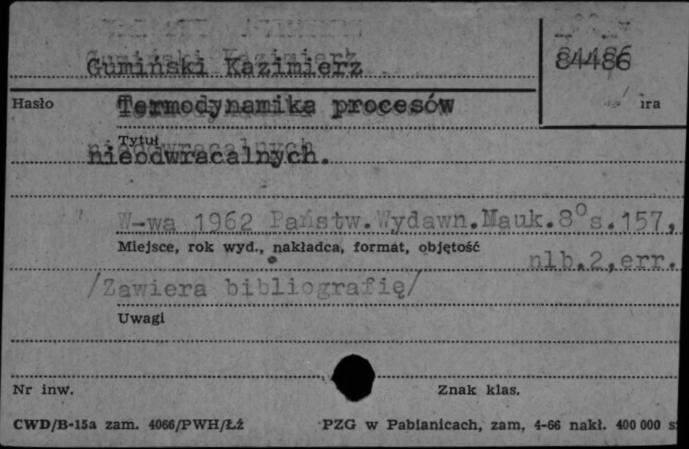 Gumiński Kazimierz
84486
Hasło
Termodynamika procesów
ira
Tytuł
nieodwracalnych.
W-wa 1962 Państw.Wydawn.Nauk.8° s.157,
Miejsce, rok wyd., nakładca, format, objętość
nlb.2,err.
/Zawiera bibliografię/
Uwagi
Nr inw.
Znak klas.
CWD/B-15a zam. 4066/PWH/Łź
PZG w Pabianicach, zam. 4-66 nakł. 400 000 s